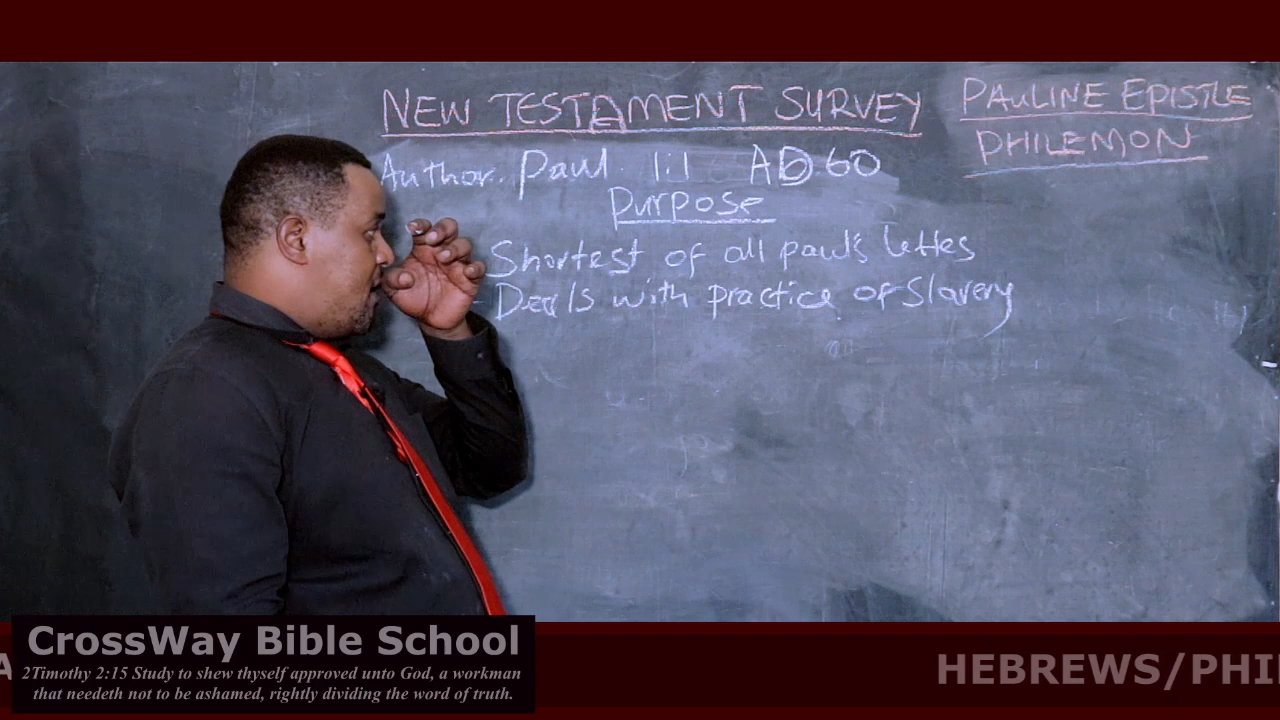 NEW TESTAMENT SURVEY
PAULINE EPISTLE
PHILEMON
Author. Paul 1:1 AD.60
Purpose
Shortest of all paul's lettes
- Deals with practice of Slavery
CrossWay Bible School
2Timothy 2:15 Study to shew thyself approved unto God, a workman
that needeth not to be ashamed, rightly dividing the word of truth.
HEBREWS/PHI